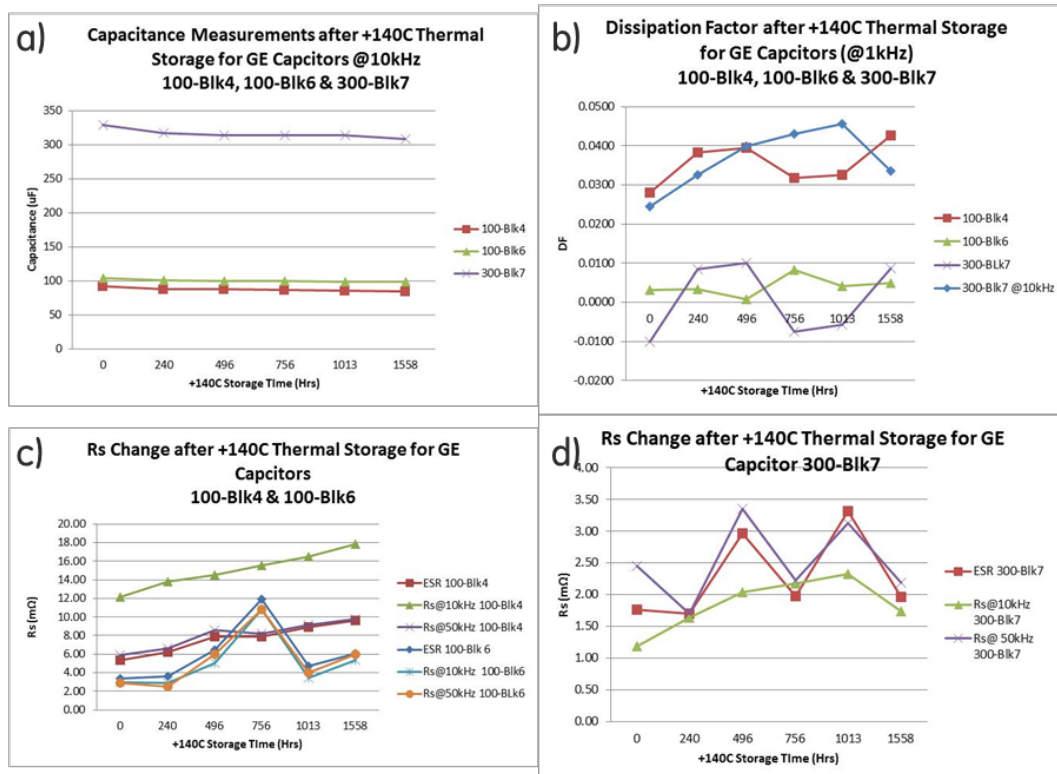 a)
Capacitance Measurements after +140C Thermal
Storage for GE Capcitors @10kHz
100-Blk4, 100-Blk6 & 300-Blk7
350
300
250
200
150
100
50
0
Capacitance (uF)
0 240 496 756 1013 1558
+140C Storage TIme (Hrs)
100-Blk4
100-Blk6
300-Blk7
b)
Dissipation Factor after +140C Thermal Storage
for GE Capcitors (@1kHz)
100-Blk4, 100-Blk6 & 300-Blk7
0.0500
0.0400
0.0300
0.0200
0.0100
0.0000
-0.0100
-0.0200
DF
0 240 496 756 1013 1558
+140C Storage TIme (Hrs)
100-Blk4
100-Blk6
300-BLk7
300-Blk7 @10kHz
c)
Rs Change after +140C Thermal Storage for GE
Capcitors
100-Blk4 & 100-Blk6
20.00
18.00
16.00
14.00
12.00
10.00
8.00
6.00
4.00
2.00
0.00
Rs (mΩ)
0 240 496 756 1013 1558
+140C Storage TIme (Hrs)
ESR 100-Blk4
Rs@10kHz 100-Blk4
Rs@50kHz 100-Blk4
ESR 100-Blk 6
Rs@10kHz 100-Blk6
Rs@50kHz 100-BLk6
d)
Rs Change after +140C Thermal Storage for GE
Capcitor 300-Blk7
4.00
3.50
3.00
2.50
2.00
1.50
1.00
0.50
0.00
Rs (mΩ)
0 240 496 756 1013 1558
+140C Storage TIme (Hrs)
ESR 300-Blk7
Rs@10kHz
300-Blk7
Rs@ 50kHz
300-Blk7